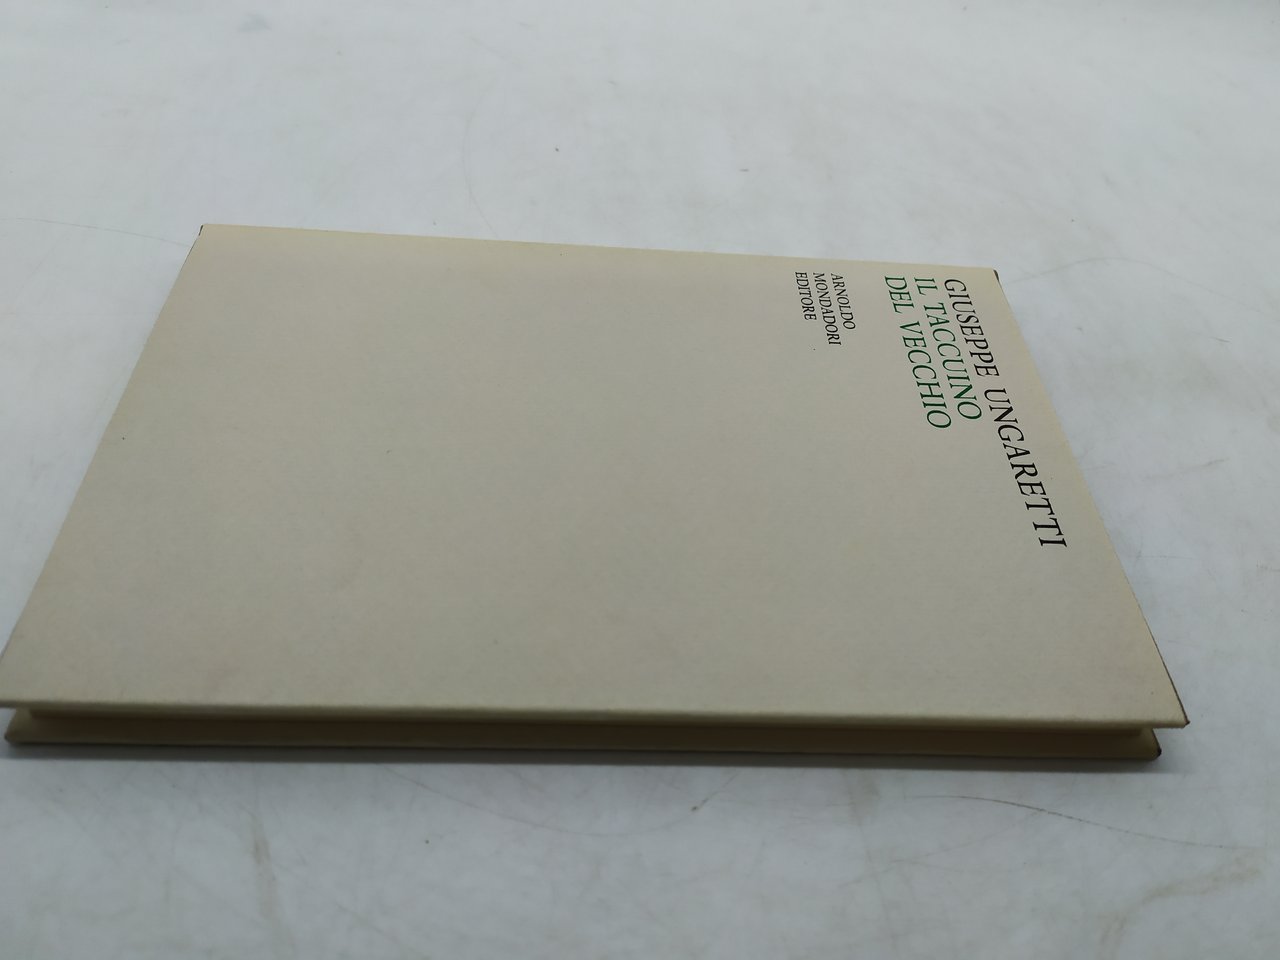 GIUSEPPE UNGARETTI
IL TACCUINO
DEL VECCHIO
ARNOLDO
MONDADORI
EDITORE